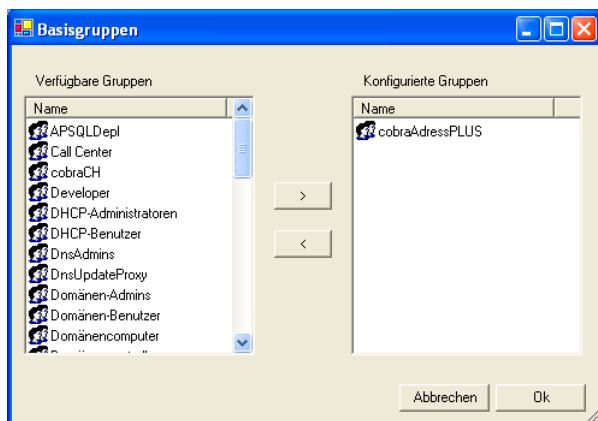 Basisgruppen
Verfügbare Gruppen
Name
APSQLDepl
Call Center
cobraCH
Developer
DHCP-Administratoren
DHCP-Benutzer
DnsAdmins
DnsUpdateProxy
Domänen-Admins
Domänen-Benutzer
Domänencomputer
>
<
Konfigurierte Gruppen
Name
cobraAdressPLUS
Abbrechen
Ok